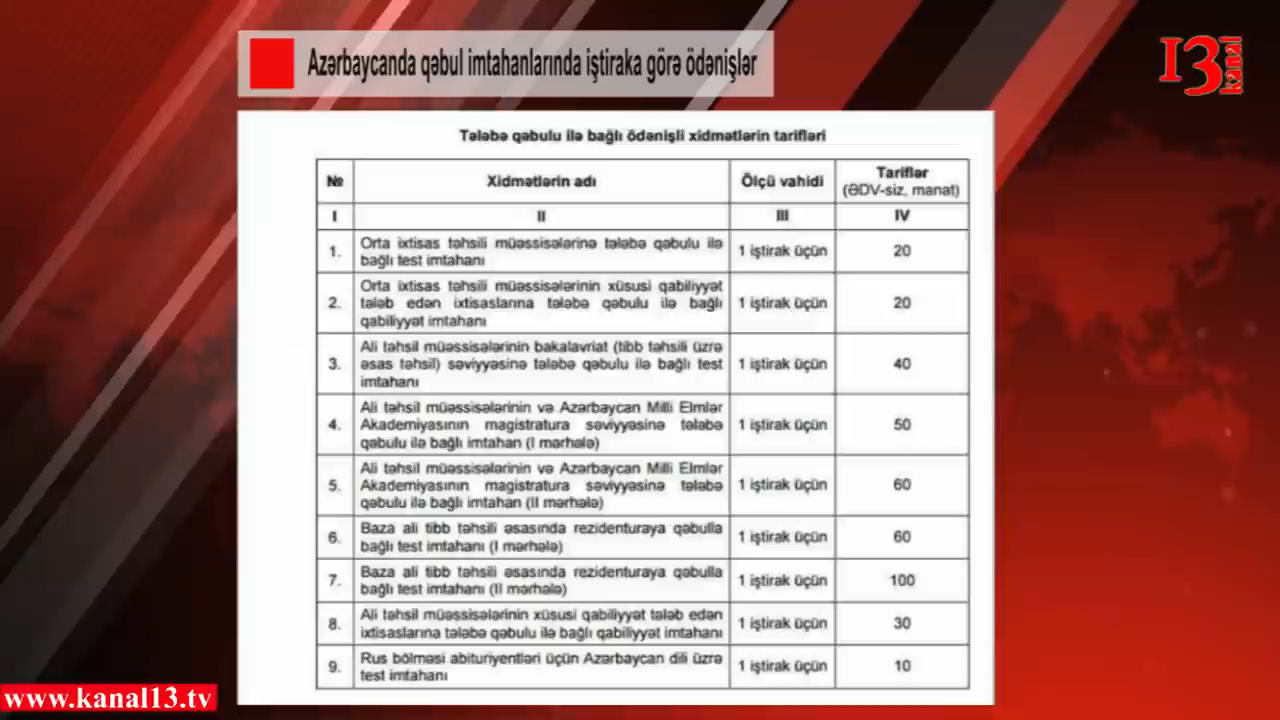 Azərbaycanda qəbul imtahanlarında iştiraka görə ödənişlər
13 kanal
Tələbə qəbulu ilə bağlı ödənişli xidmətlərin tarifləri
№ Xidmətlərin adı Ölçü vahidi Tariflər
(ƏDV-siz, manat)
I II III IV
1. Orta ixtisas təhsili müəssisələrinə tələbə qəbulu ilə
bağlı test imtahanı 1 iştirak üçün 20
2. Orta ixtisas təhsili müəssisələrinin xüsusi qabiliyyət
tələb edən ixtisaslarına tələbə qəbulu ilə bağlı 1 iştirak üçün 20
qabiliyyət imtahanı
3. Ali təhsil müəssisələrinin bakalavriat (tibb təhsili üzrə
əsas təhsil) səviyyəsinə tələbə qəbulu ilə bağlı test 1 iştirak üçün 40
imtahanı
4. Ali təhsil müəssisələrinin və Azərbaycan Milli Elmlər
Akademiyasının magistratura səviyyəsinə tələbə 1 iştirak üçün 50
qəbulu ilə bağlı imtahan (I mərhələ)
5. Ali təhsil müəssisələrinin və Azərbaycan Milli Elmlər
Akademiyasının magistratura səviyyəsinə tələbə 1 iştirak üçün 60
qəbulu ilə bağlı imtahan (II mərhələ)
6. Baza ali tibb təhsili əsasında rezidenturaya qəbulla
bağlı test imtahanı (I mərhələ) 1 iştirak üçün 60
7. Baza ali tibb təhsili əsasında rezidenturaya qəbulla
bağlı test imtahanı (II mərhələ) 1 iştirak üçün 100
8. Ali təhsil müəssisələrinin xüsusi qabiliyyət tələb edən
ixtisaslarına tələbə qəbulu ilə bağlı qabiliyyət imtahanı 1 iştirak üçün 30
9. Rus bölməsi abituriyentləri üçün Azərbaycan dili üzrə
test imtahanı 1 iştirak üçün 10
www.kanal13.tv